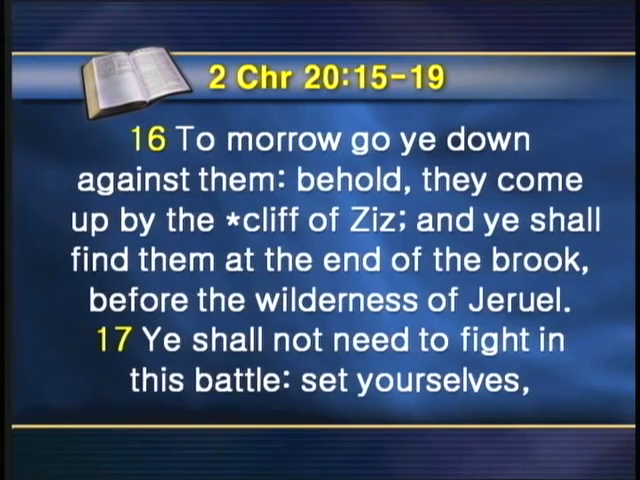 2 Chr 20:15-19
16 To morrow go ye down
against them: behold, they come
up by the *cliff of Ziz; and ye shall
find them at the end of the brook,
before the wilderness of Jeruel.
17 Ye shall not need to fight in
this battle: set yourselves,